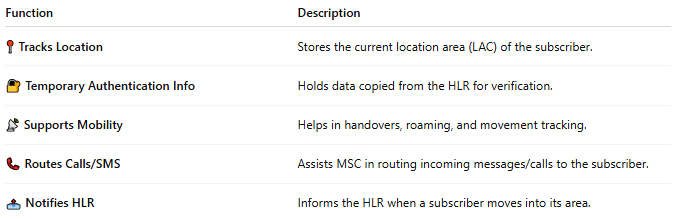 Function Description
📍 Tracks Location Stores the current location area (LAC) of the subscriber.
🔐 Temporary Authentication Info Holds data copied from the HLR for verification.
📡 Supports Mobility Helps in handovers, roaming, and movement tracking.
📞 Routes Calls/SMS Assists MSC in routing incoming messages/calls to the subscriber.
📤 Notifies HLR Informs the HLR when a subscriber moves into its area.